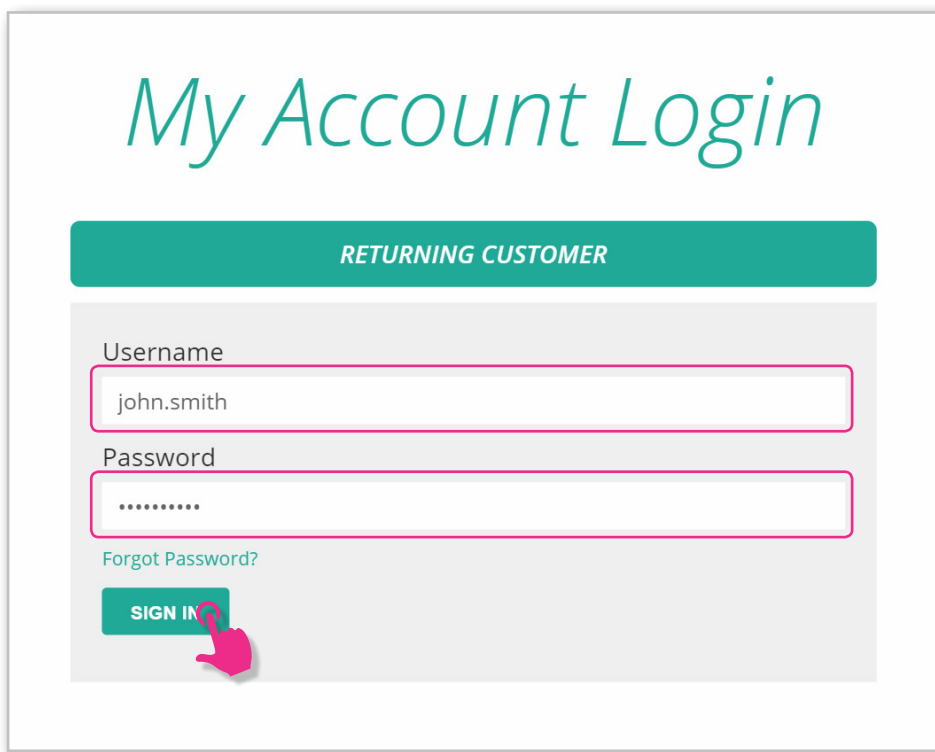 My Account Login
RETURNING CUSTOMER
Username
john.smith
Password
••••••••••
Forgot Password?
SIGN IN